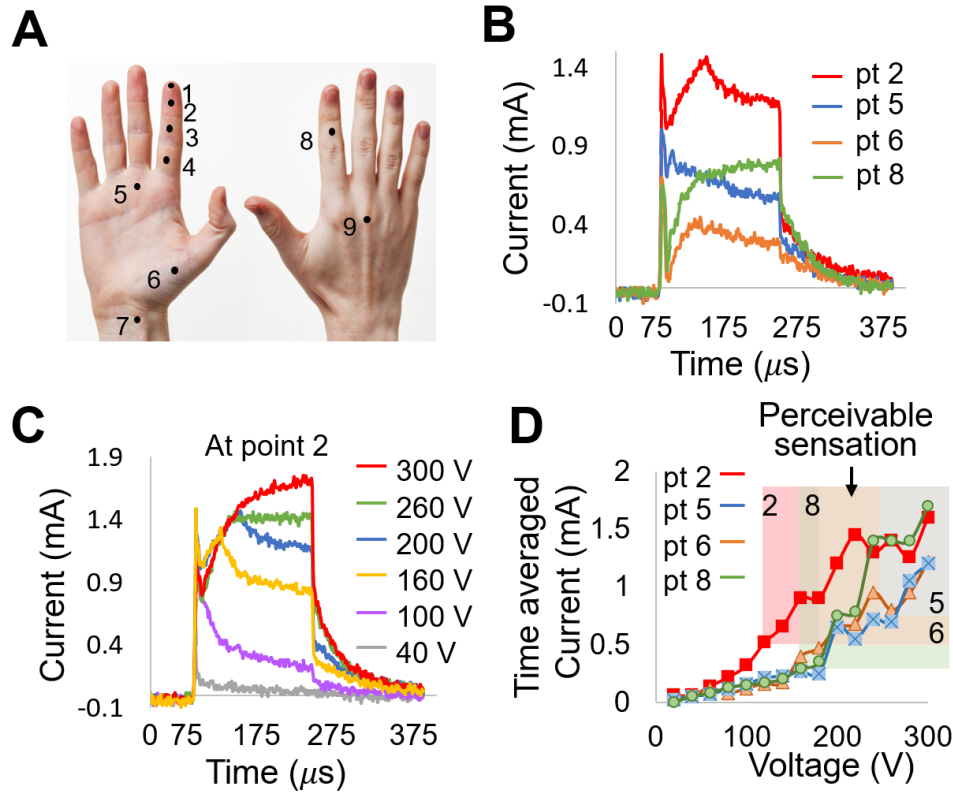 A
1
2
3
4
5
6
7
8
9
B
Current (mA)
1.4
0.9
0.4
-0.1
pt 2
pt 5
pt 6
pt 8
0 75 175 275 375
Time (μs)
C
At point 2
Current (mA)
1.9
1.4
0.9
0.4
-0.1
300 V
260 V
200 V
160 V
100 V
40 V
0 75 175 275 375
Time (μs)
D
Perceivable
sensation
Time averaged
Current (mA)
2
1.5
1
0.5
0
pt 2
pt 5
pt 6
pt 8
2
8
5
6
0 100 200 300
Voltage (V)